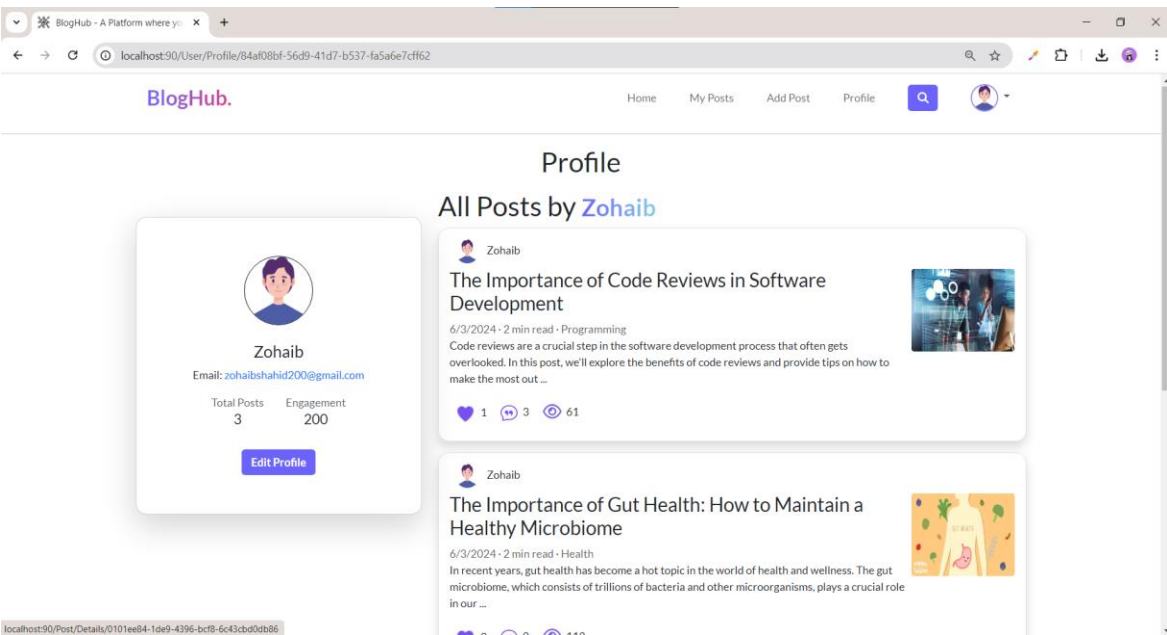 BlogHub - A Platform where yo
localhost:90/User/Profile/84af08bf-56d9-41d7-b537-fa5a6e7cff62
BlogHub.
Home My Posts Add Post Profile
Profile
All Posts by Zohaib
Zohaib
Email: zohaibshahid200@gmail.com
Total Posts Engagement
3 200
Edit Profile
Zohaib
The Importance of Code Reviews in Software
Development
6/3/2024 · 2 min read · Programming
Code reviews are a crucial step in the software development process that often gets
overlooked. In this post, we'll explore the benefits of code reviews and provide tips on how to
make the most out ...
1 3 61
Zohaib
The Importance of Gut Health: How to Maintain a
Healthy Microbiome
6/3/2024 · 2 min read · Health
In recent years, gut health has become a hot topic in the world of health and wellness. The gut
microbiome, which consists of trillions of bacteria and other microorganisms, plays a crucial role
in our ...
GUT HEALTH
localhost:90/Post/Details/0101ee84-1de9-4396-bcf8-6c43cbd0db86